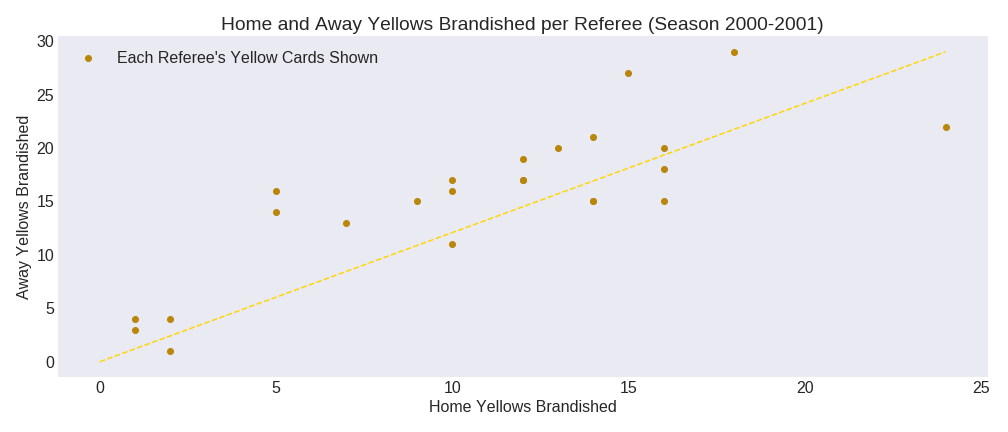 Home and Away Yellows Brandished per Referee (Season 2000-2001)
Each Referee's Yellow Cards Shown
Away Yellows Brandished
30
25
20
15
10
5
0
0 5 10 15 20 25
Home Yellows Brandished